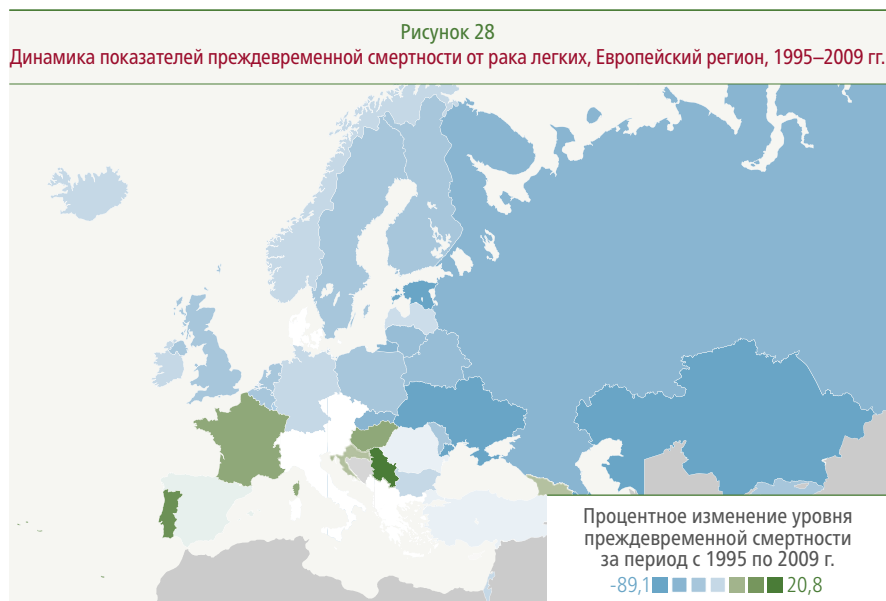 Рисунок 28
Динамика показателей преждевременной смертности от рака легких, Европейский регион, 1995–2009 гг.
Процентное изменение уровня
преждевременной смертности
за период с 1995 по 2009 г.
-89,1 20,8